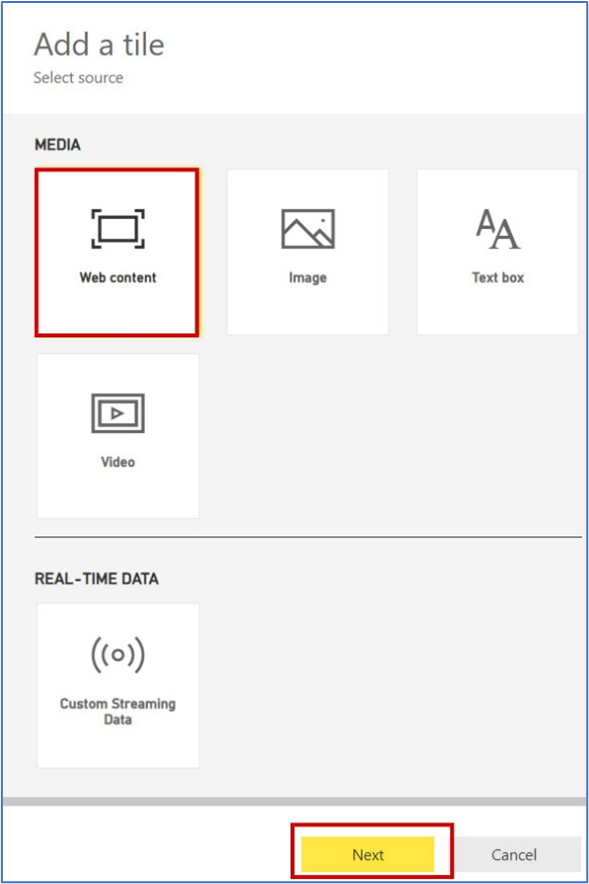 Add a tile
Select source
MEDIA
Web content
Image
Text box
Video
REAL-TIME DATA
Custom Streaming
Data
Next
Cancel